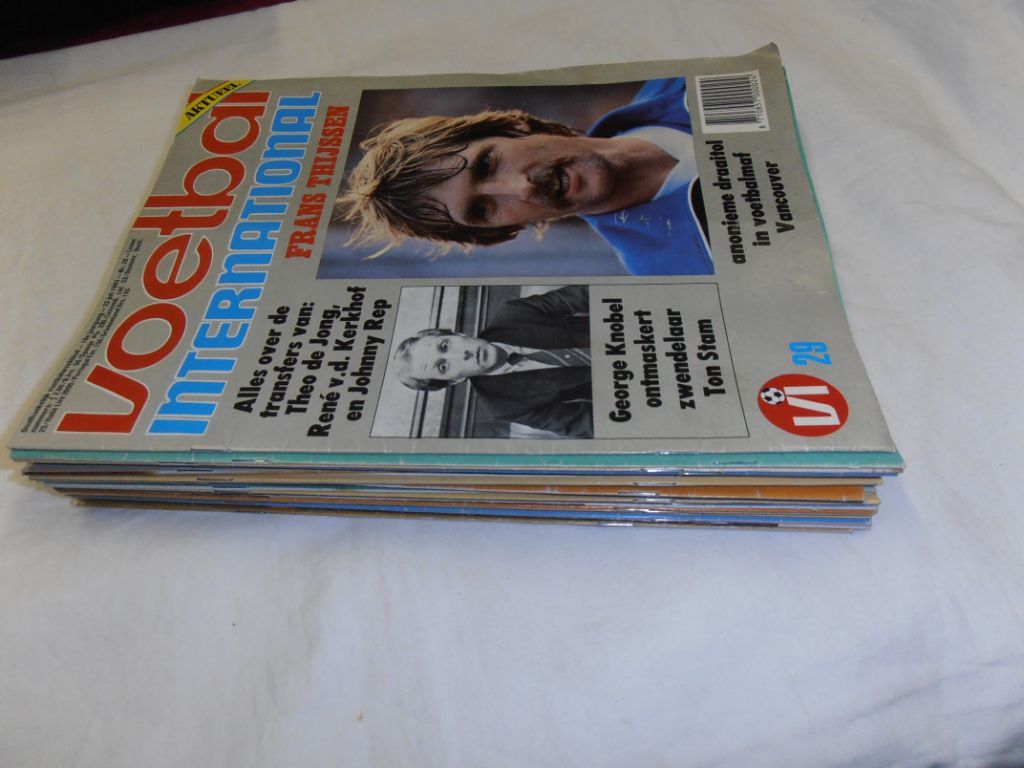 AKTUEEL
voetbal
INTERNATIONAL
FRANS THIJSSEN
Alles over de
transfers van:
Theo de Jong,
René v.d. Kerkhof
en Johnny Rep
anonieme draaitol
in voetbalmat
Vancouver
George Knobel
ontmaskert
zwendelaar
Ton Stam
VI
29